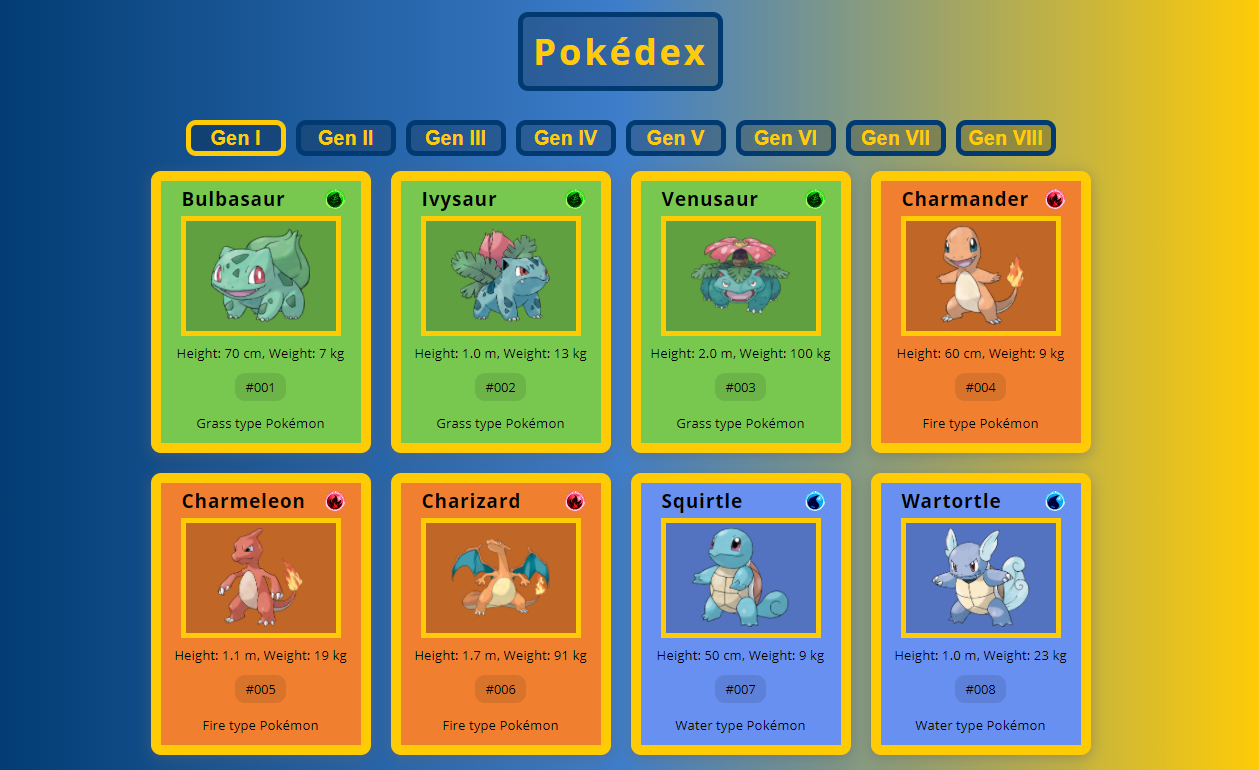 Pokédex
Gen I
Gen II
Gen III
Gen IV
Gen V
Gen VI
Gen VII
Gen VIII
Bulbasaur
Height: 70 cm, Weight: 7 kg
#001
Grass type Pokémon
Ivysaur
Height: 1.0 m, Weight: 13 kg
#002
Grass type Pokémon
Venusaur
Height: 2.0 m, Weight: 100 kg
#003
Grass type Pokémon
Charmander
Height: 60 cm, Weight: 9 kg
#004
Fire type Pokémon
Charmeleon
Height: 1.1 m, Weight: 19 kg
#005
Fire type Pokémon
Charizard
Height: 1.7 m, Weight: 91 kg
#006
Fire type Pokémon
Squirtle
Height: 50 cm, Weight: 9 kg
#007
Water type Pokémon
Wartortle
Height: 1.0 m, Weight: 23 kg
#008
Water type Pokémon